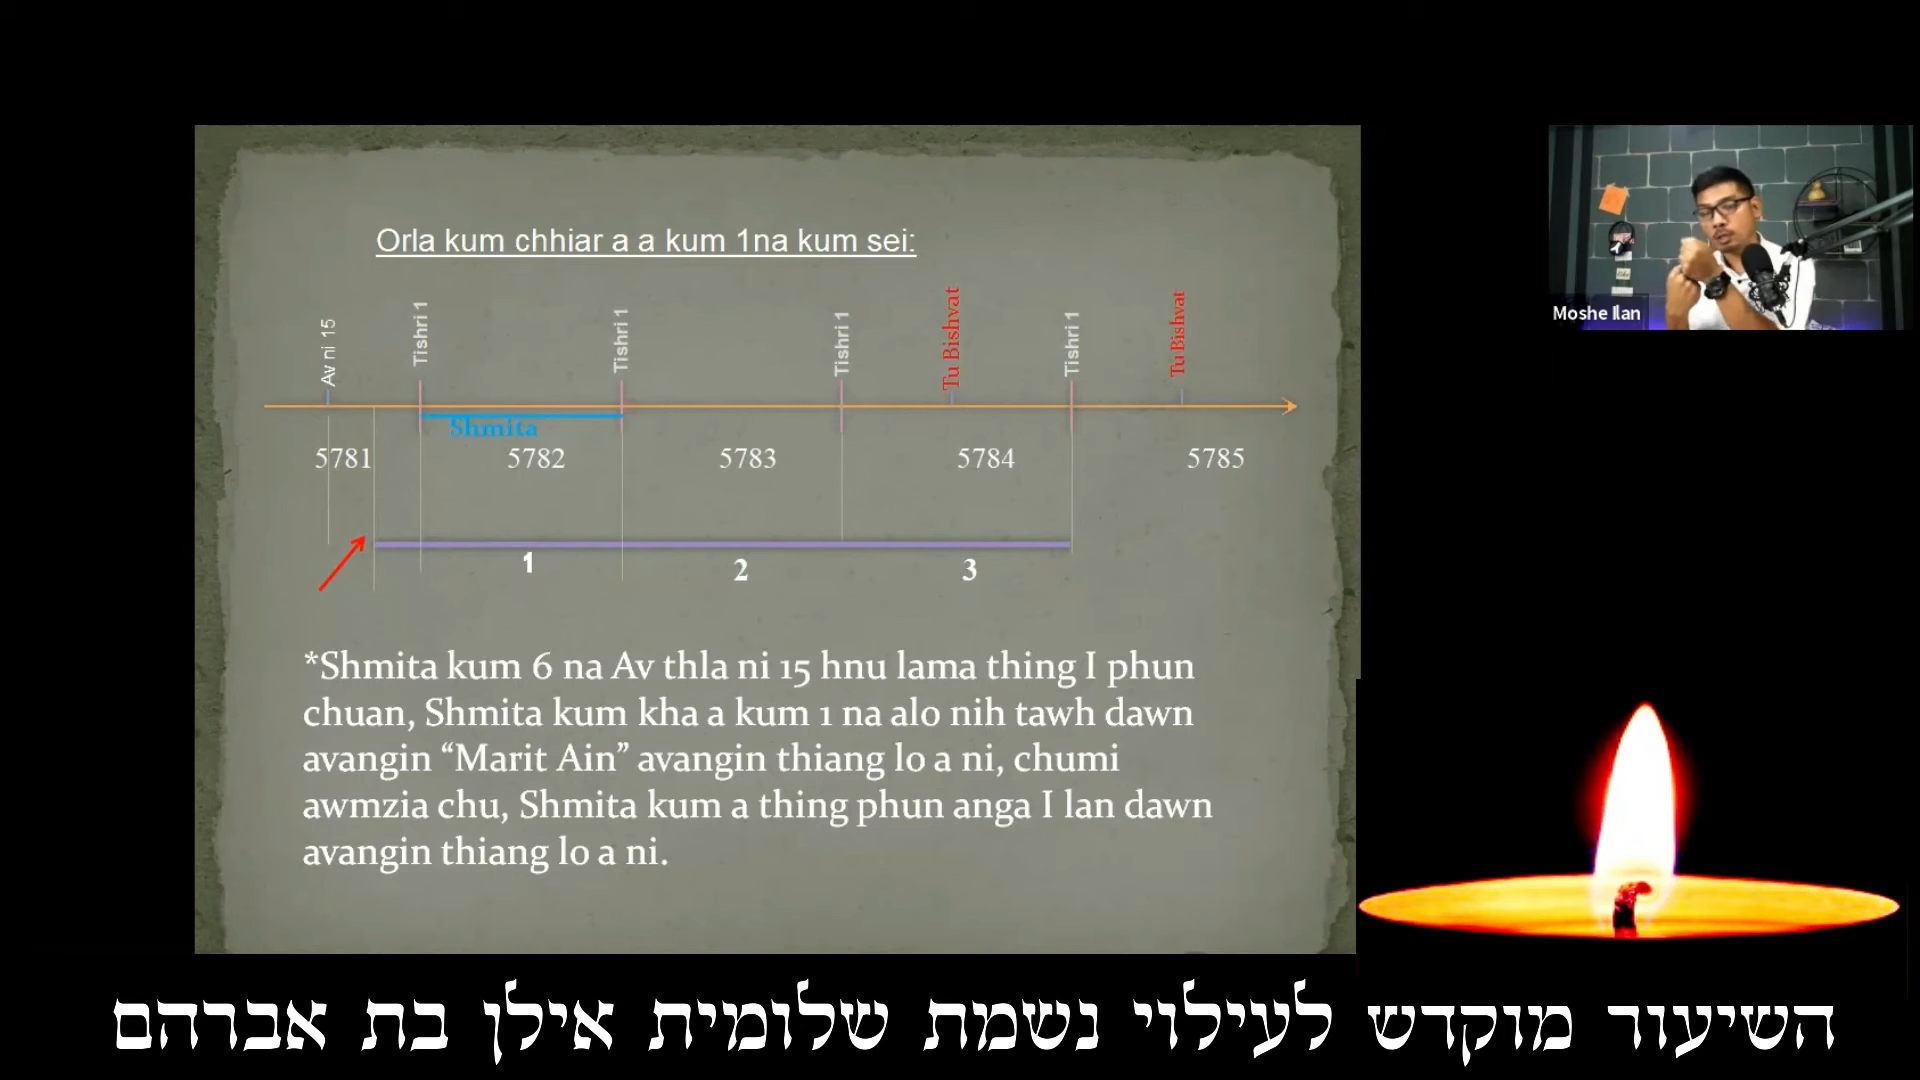 Orla kum chhiar a a kum 1na kum sei:
Av ni 15
Tishri 1
Tishri 1
Tishri 1
Tu Bishvat
Tishri 1
Tu Bishvat
Shmita
5781
5782
5783
5784
5785
1
2
3
*Shmita kum 6 na Av thla ni 15 hnu lama thing I phun
chuan, Shmita kum kha a kum 1 na alo nih tawh dawn
avangin “Marit Ain” avangin thiang lo a ni, chumi
awmzia chu, Shmita kum a thing phun anga I lan dawn
avangin thiang lo a ni.
Moshe Ilan
השיעור מוקדש לעילוי נשמת שלומית אילן בת אברהם